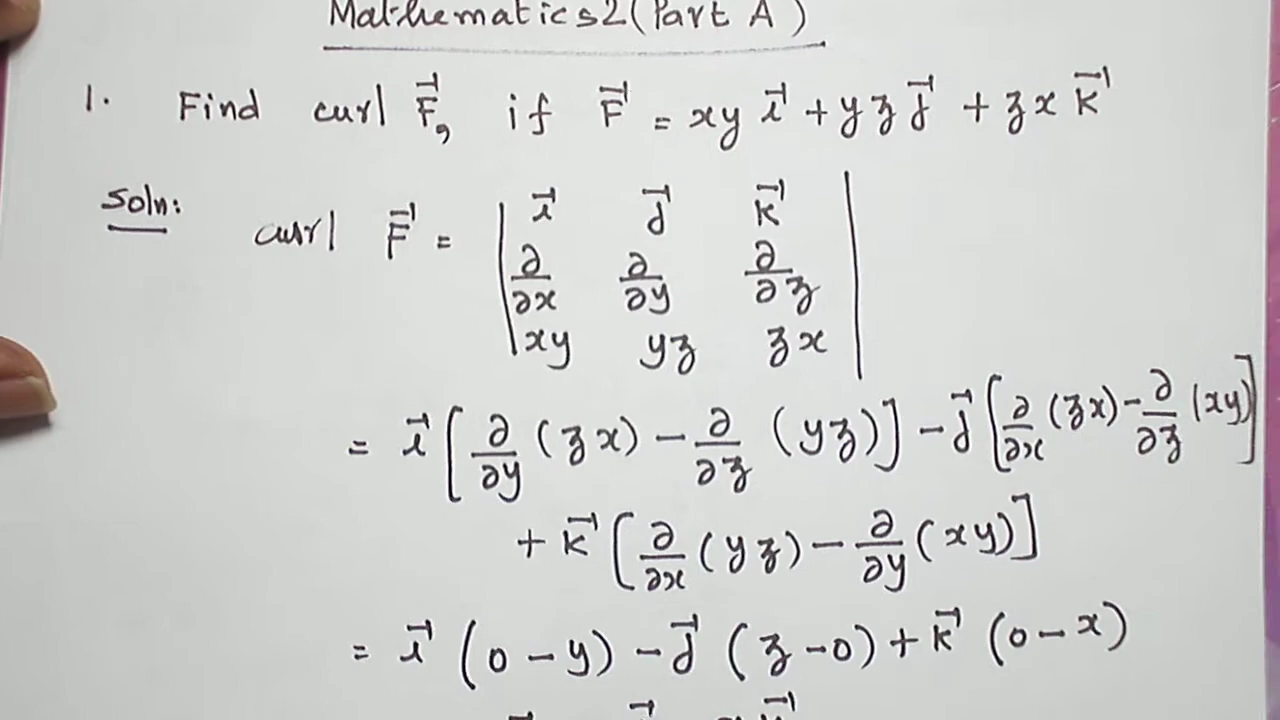 Mathematics2(Part A)
1. Find curl F⃗, if F⃗ = xy i⃗ + yz j⃗ + zx k⃗
Soln:
curl F⃗ = | i⃗ j⃗ k⃗ |
∂/∂x ∂/∂y ∂/∂z
xy yz zx
= i⃗ [∂/∂y (zx) − ∂/∂z (yz)] − j⃗ [∂/∂x (zx) − ∂/∂z (xy)]
+ k⃗ [∂/∂x (yz) − ∂/∂y (xy)]
= i⃗ (0 − y) − j⃗ (z − 0) + k⃗ (0 − x)